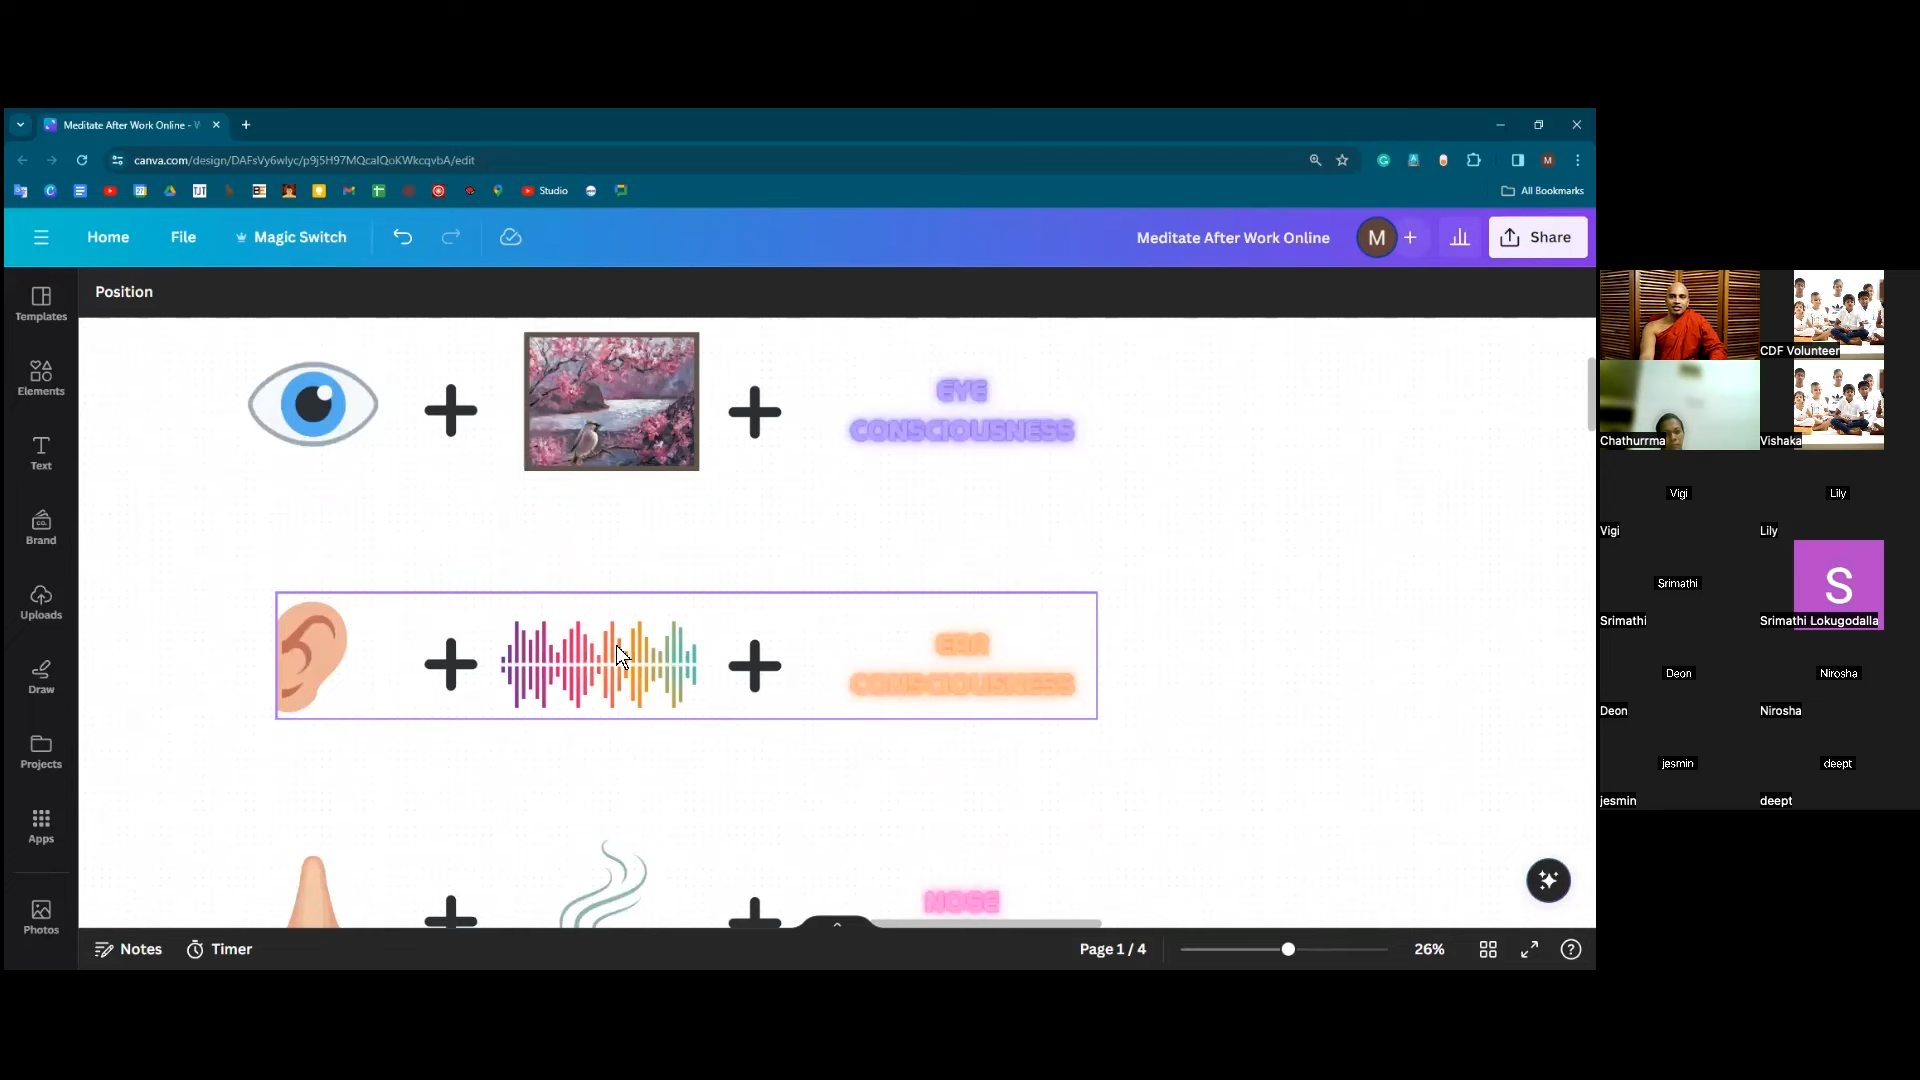 Meditate After Work Online - V
canva.com/design/DAFsVy6wlyc/p9j5H97MQcalQoKWkcqvbA/edit
Studio
All Bookmarks
Home
File
Magic Switch
Meditate After Work Online
M
Share
Position
Templates
Elements
Text
Brand
Uploads
Draw
Projects
Apps
Photos
EYE
CONSCIOUSNESS
EAR
CONSCIOUSNESS
NOSE
Notes
Timer
Page 1 / 4
26%
CDF Volunteer
Chathurrma
Vishaka
Vigi
Lily
Vigi
Lily
Srimathi
S
Srimathi
Srimathi Lokugodalla
Deon
Nirosha
Deon
Nirosha
jesmin
deept
jesmin
deept